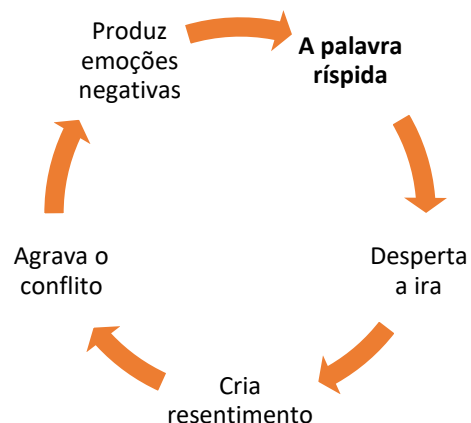 A palavra
ríspida
Desperta
a ira
Cria
resentimento
Agrava o
conflito
Produz
emoções
negativas